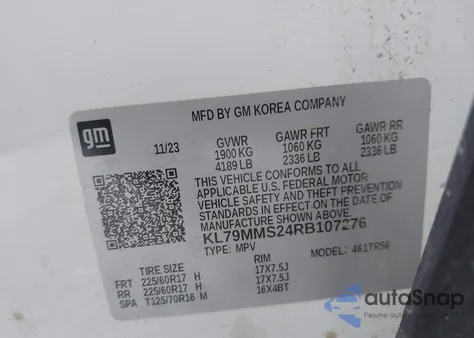 MFD BY GM KOREA COMPANY
gm
11/23
GVWR GAWR FRT GAWR RR
1900 KG 1060 KG 1060 KG
4189 LB 2336 LB 2336 LB
THIS VEHICLE CONFORMS TO ALL
APPLICABLE U.S. FEDERAL MOTOR
VEHICLE SAFETY AND THEFT PREVENTION
STANDARDS IN EFFECT ON THE DATE OF
MANUFACTURE SHOWN ABOVE.
KL79MMS24RB107276
TYPE: MPV MODEL: 461TR56
TIRE SIZE RIM
FRT 225/60R17 H 17X7.5J
RR 225/60R17 H 17X7.5J
SPA T125/70R16 M 16X4BT
autoSnap